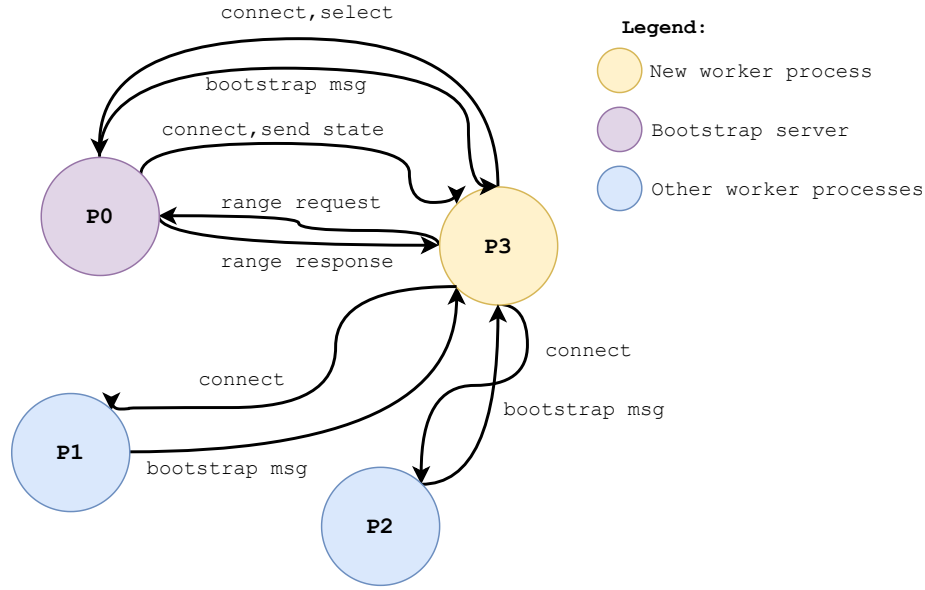 connect,select
Legend:
New worker process
bootstrap msg
connect,send state
Bootstrap server
Other worker processes
P0
range request
P3
range response
connect
connect
bootstrap msg
P1
bootstrap msg
P2